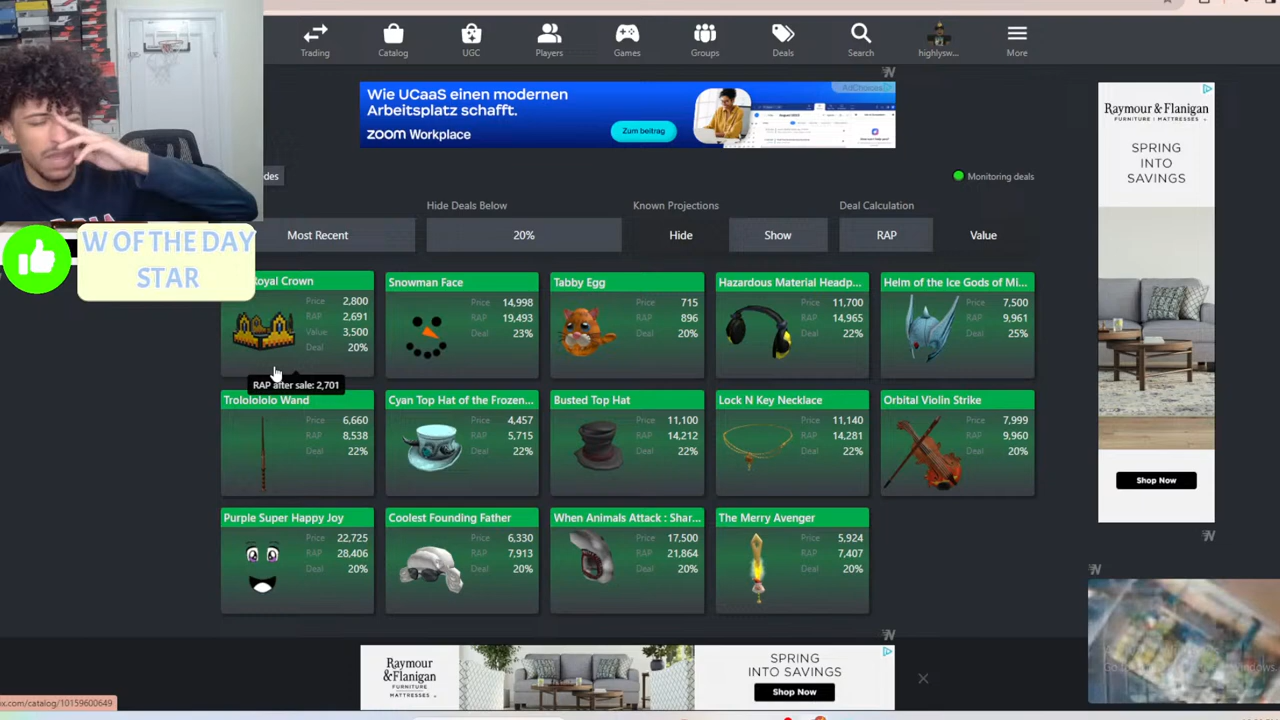 Trading
Catalog
UGC
Players
Games
Groups
Deals
Search
highlysw...
More
Wie UCaaS einen modernen
Arbeitsplatz schafft.
zoom Workplace
Zum beitrag
AdChoices
Raymour & Flanigan
FURNITURE | MATTRESSES
SPRING
INTO
SAVINGS
Shop Now
Monitoring deals
Hide Deals Below
Known Projections
Deal Calculation
Most Recent
20%
Hide
Show
RAP
Value
W OF THE DAY
STAR
Royal Crown
Price 2,800
RAP 2,691
Value 3,500
Deal 20%
RAP after sale: 2,701
Snowman Face
Price 14,998
RAP 19,493
Deal 23%
Tabby Egg
Price 715
RAP 896
Deal 20%
Hazardous Material Headp...
Price 11,700
RAP 14,965
Deal 22%
Helm of the Ice Gods of Mi...
Price 7,500
RAP 9,961
Deal 25%
Trolololo Wand
Price 6,660
RAP 8,538
Deal 22%
Cyan Top Hat of the Frozen...
Price 4,457
RAP 5,715
Deal 22%
Busted Top Hat
Price 11,100
RAP 14,212
Deal 22%
Lock N Key Necklace
Price 11,140
RAP 14,281
Deal 22%
Orbital Violin Strike
Price 7,999
RAP 9,960
Deal 20%
Purple Super Happy Joy
Price 22,725
RAP 28,406
Deal 20%
Coolest Founding Father
Price 6,330
RAP 7,913
Deal 20%
When Animals Attack : Shar...
Price 17,500
RAP 21,864
Deal 20%
The Merry Avenger
Price 5,924
RAP 7,407
Deal 20%
Raymour
& Flanigan
FURNITURE
MATTRESSES
SPRING
INTO SAVINGS
Shop Now
ox.com/catalog/10159600649